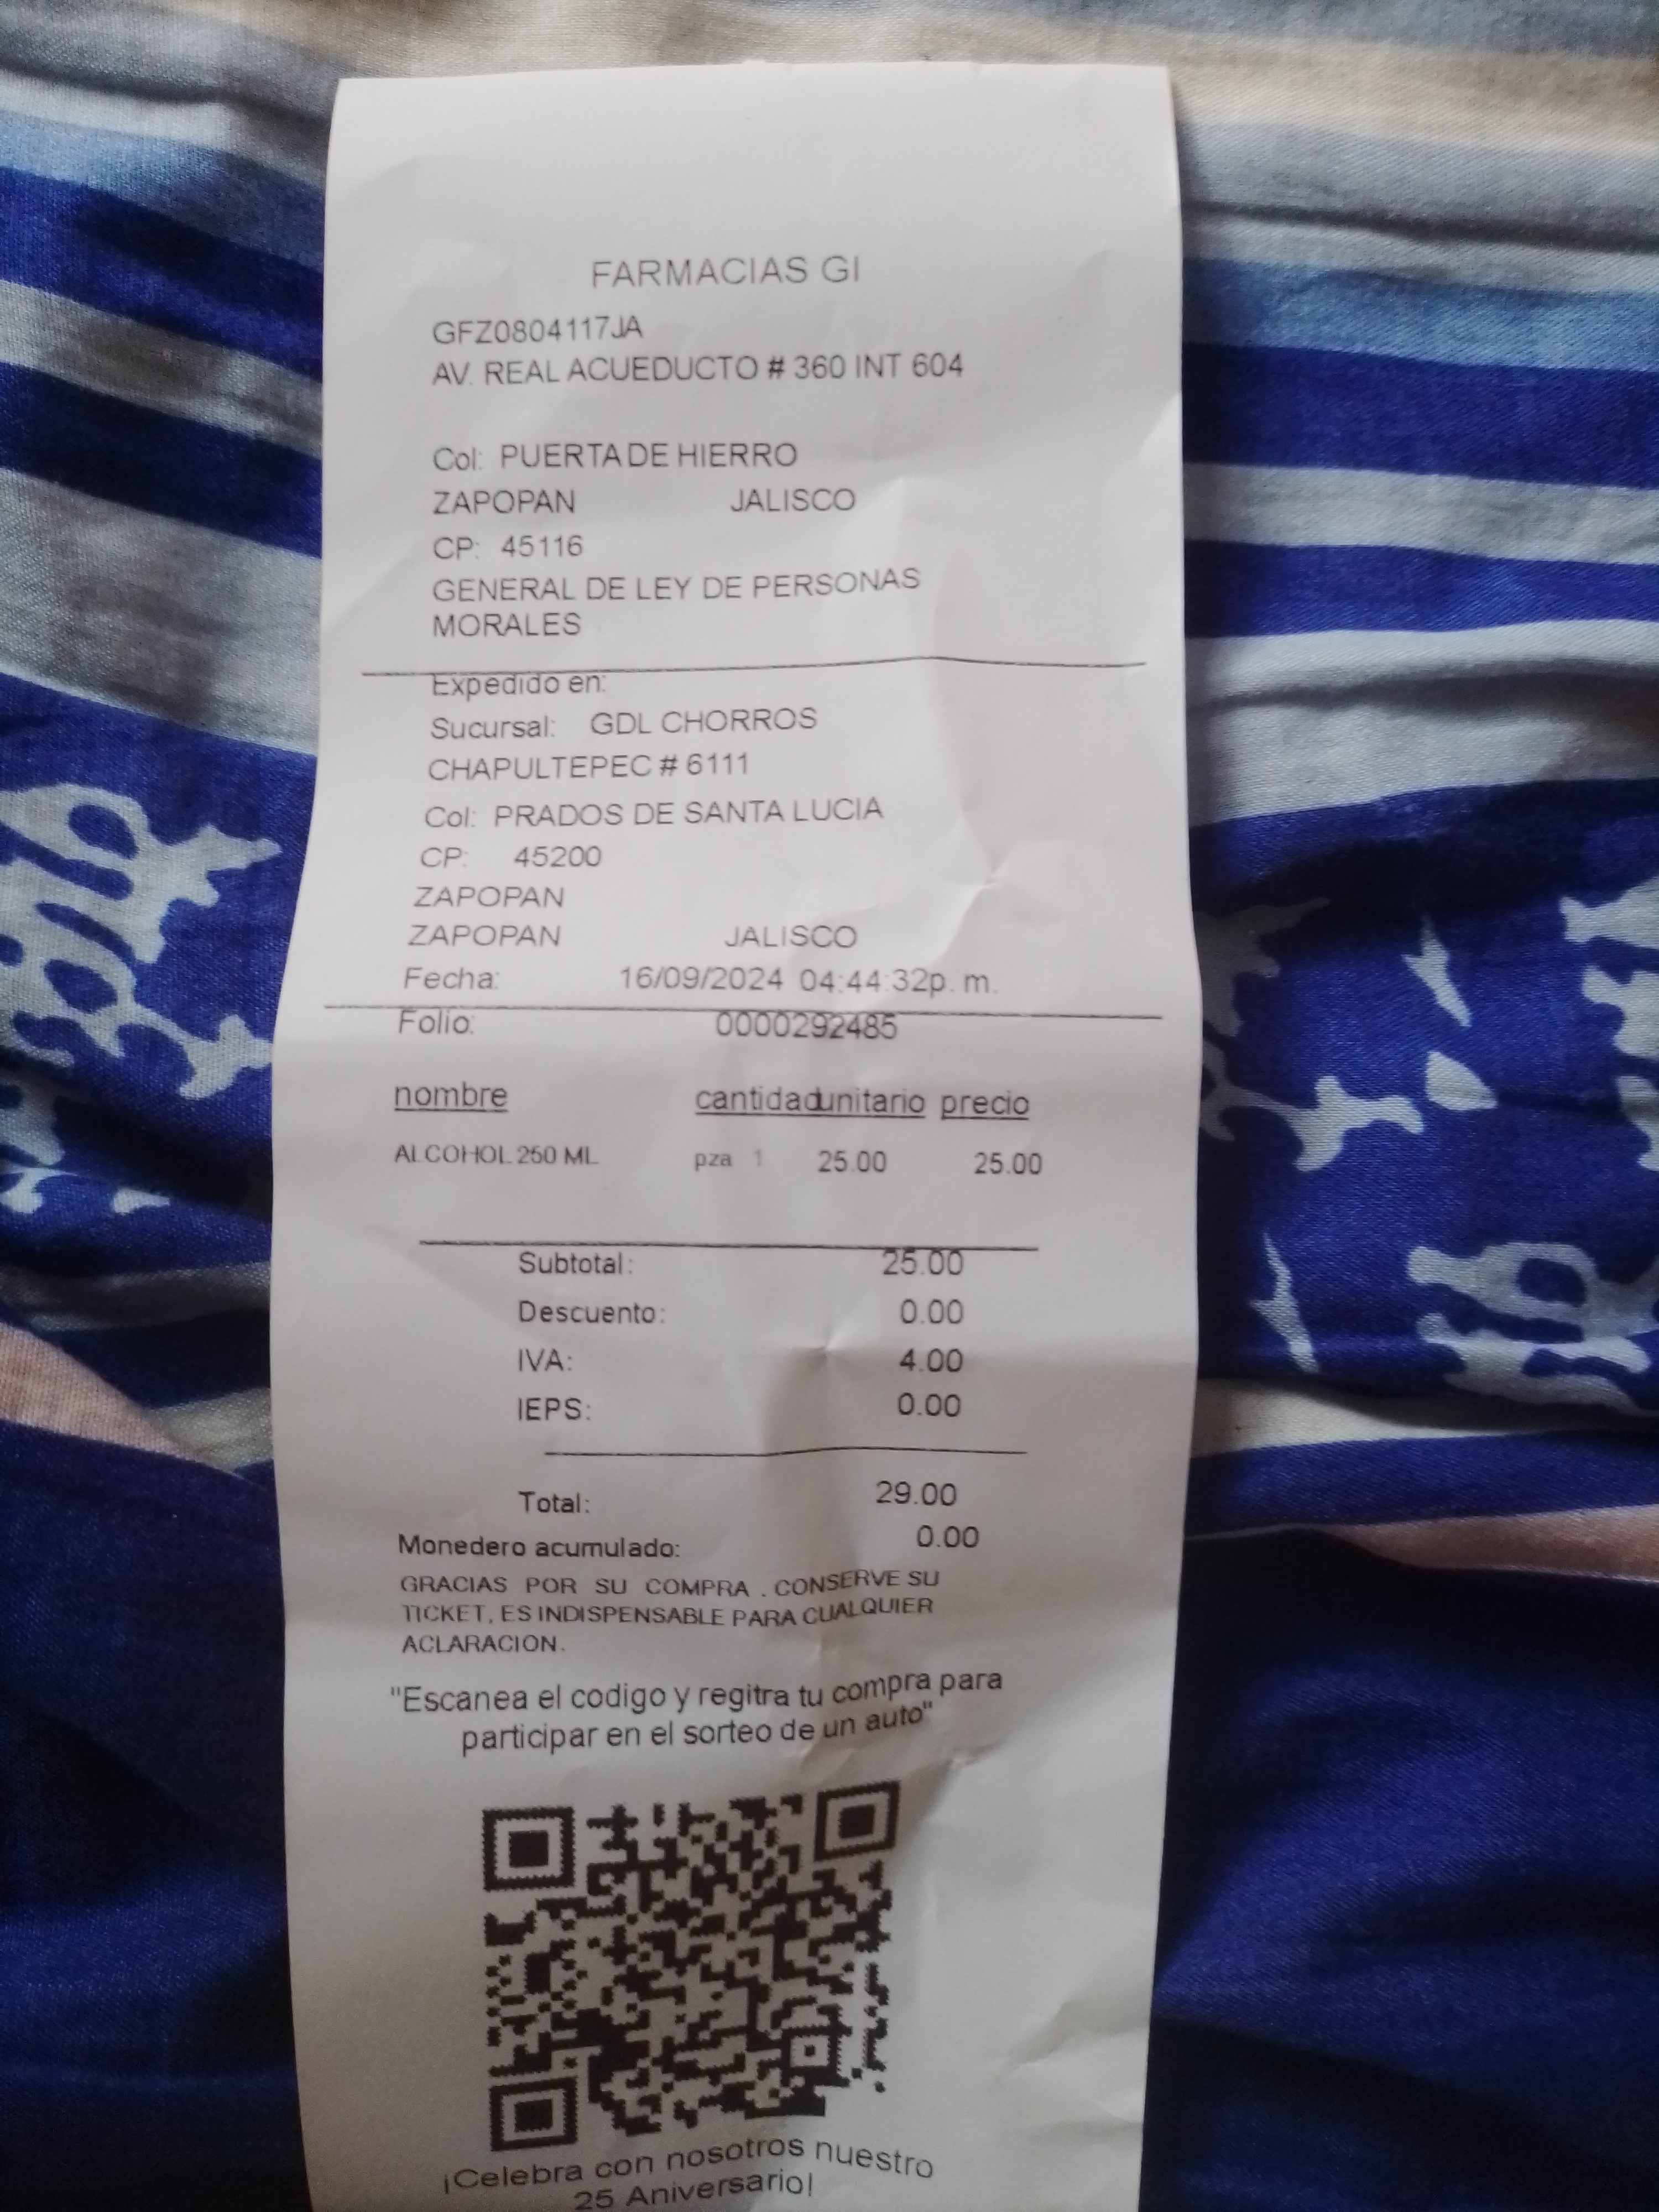 FARMACIAS GI
GFZ0804117JA
AV. REAL ACUEDUCTO # 360 INT 604
Col: PUERTA DE HIERRO
ZAPOPAN JALISCO
CP: 45116
GENERAL DE LEY DE PERSONAS
MORALES
Expedido en:
Sucursal: GDL CHORROS
CHAPULTEPEC # 6111
Col: PRADOS DE SANTA LUCIA
CP: 45200
ZAPOPAN
ZAPOPAN JALISCO
Fecha: 16/09/2024 04:44:32p. m.
Folio: 0000292485
nombre cantidad unitario precio
ALCOHOL 250 ML pza 1 25.00 25.00
Subtotal: 25.00
Descuento: 0.00
IVA: 4.00
IEPS: 0.00
Total: 29.00
Monedero acumulado: 0.00
GRACIAS POR SU COMPRA . CONSERVE SU
TICKET, ES INDISPENSABLE PARA CUALQUIER
ACLARACION.
"Escanea el codigo y regitra tu compra para
participar en el sorteo de un auto"
¡Celebra con nosotros nuestro
25 Aniversario!